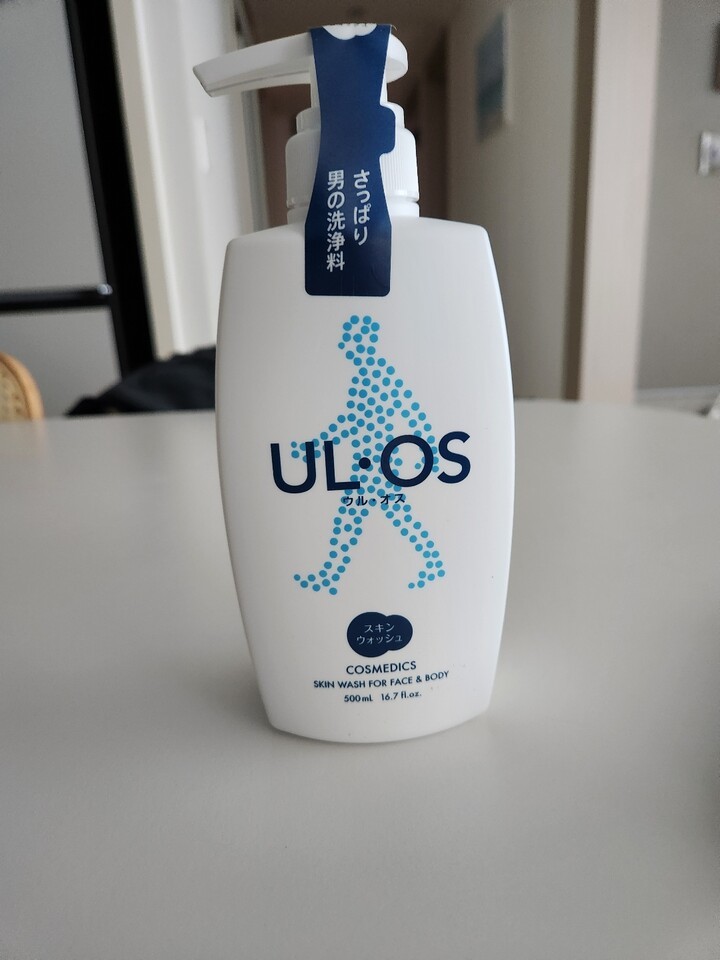 さっぱり
男の洗浄料
UL·OS
ウル・オス
スキン
ウォッシュ
COSMEDICS
SKIN WASH FOR FACE & BODY
500mL 16.7 fl.oz.